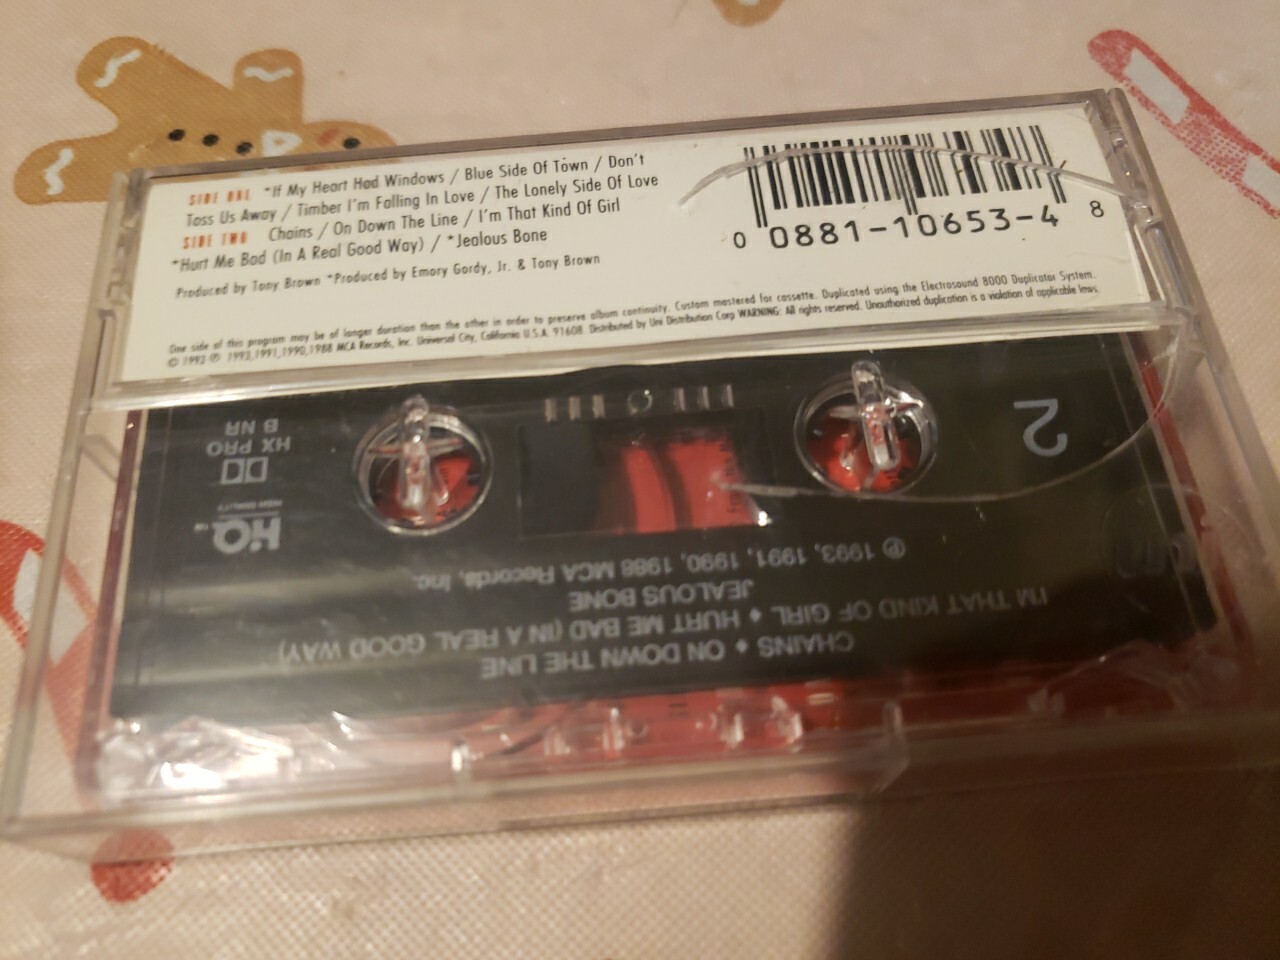 SIDE ONE *If My Heart Had Windows / Blue Side Of Town / Don't
Toss Us Away / Timber I'm Falling In Love / The Lonely Side Of Love
SIDE TWO Chains / On Down The Line / I'm That Kind Of Girl
*Hurt Me Bad (In A Real Good Way) / *Jealous Bone
Produced by Tony Brown *Produced by Emory Gordy, Jr. & Tony Brown
0 0881-10653-4 8
One side of this program may be of longer duration than the other in order to preserve album continuity. Custom mastered for cassette. Duplicated using the Electrosound 8000 Duplicator System.
© 1993 ℗ 1993,1991,1990,1988 MCA Records, Inc. Universal City, California U.S.A. 91608. Distributed by Uni Distribution Corp WARNING: All rights reserved. Unauthorized duplication is a violation of applicable laws.
CHAINS ♦ ON DOWN THE LINE
I'M THAT KIND OF GIRL ♦ HURT ME BAD (IN A REAL GOOD WAY)
JEALOUS BONE
℗ 1993, 1991, 1990, 1988 MCA Records, Inc.
HQ™
HIGH QUALITY
HX PRO
B NR
2